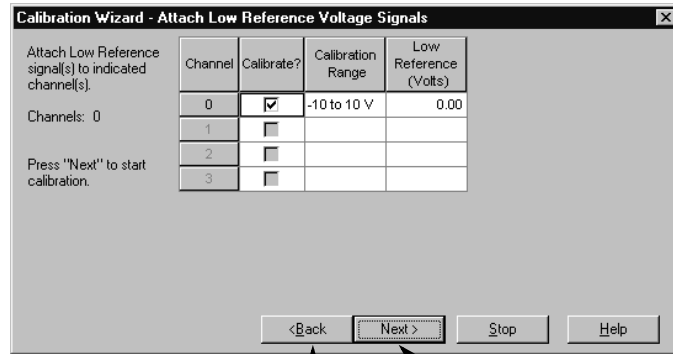 Calibration Wizard - Attach Low Reference Voltage Signals
Attach Low Reference
signal(s) to indicated
channel(s).
Channels: 0
Press "Next" to start
calibration.
Channel Calibrate? Calibration Range Low Reference (Volts)
0 -10 to 10 V 0.00
1
2
3
<Back Next > Stop Help